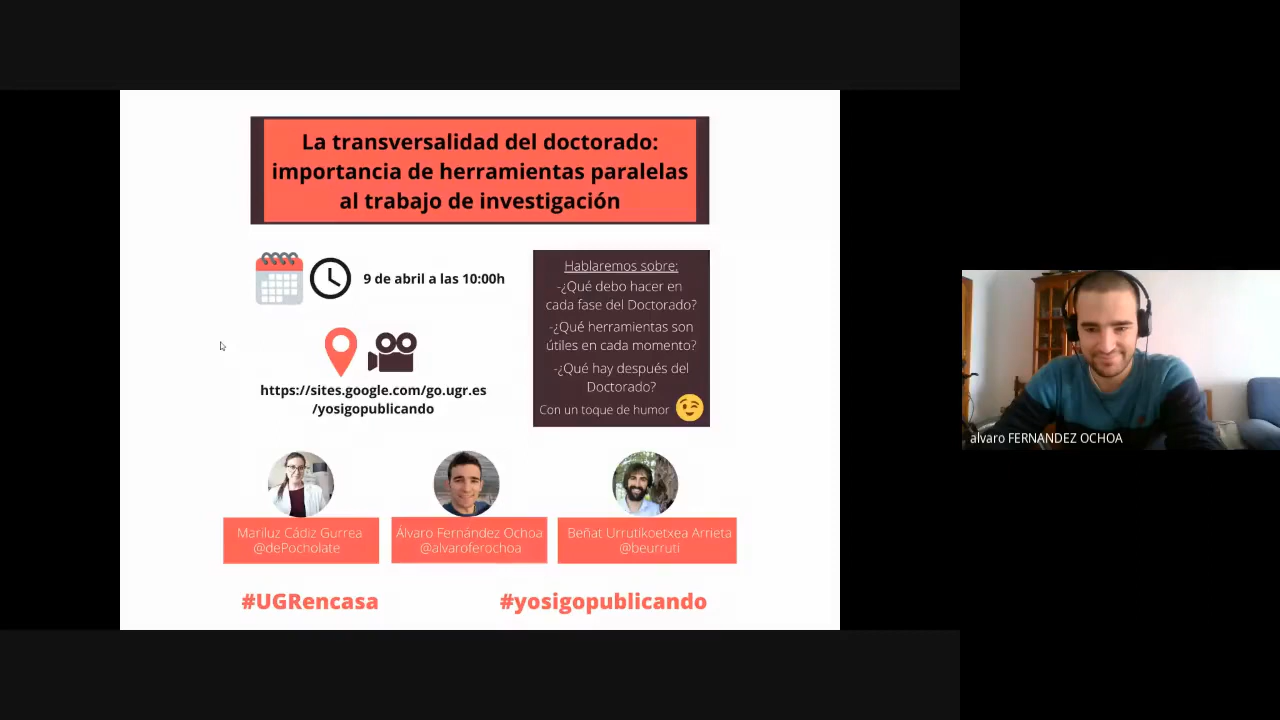 La transversalidad del doctorado:
importancia de herramientas paralelas
al trabajo de investigación
9 de abril a las 10:00h
https://sites.google.com/go.ugr.es
/yosigopublicando
Hablaremos sobre:
-¿Qué debo hacer en
cada fase del Doctorado?
-¿Qué herramientas son
útiles en cada momento?
-¿Qué hay después del
Doctorado?
Con un toque de humor
Mariluz Cádiz Gurrea
@dePocholate
Álvaro Fernández Ochoa
@alvaroferochoa
Beñat Urrutikoetxea Arrieta
@beurruti
#UGRencasa
#yosigopublicando
alvaro FERNANDEZ OCHOA